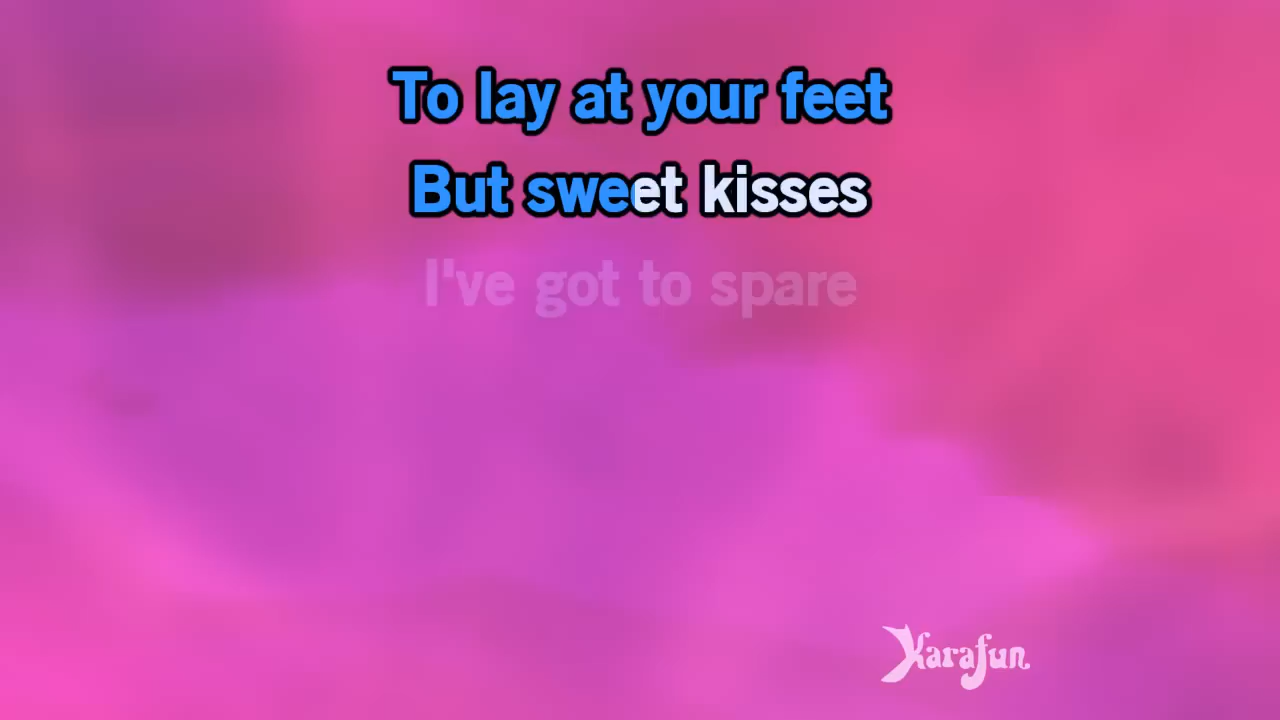 To lay at your feet
But sweet kisses
I've got to spare
Karafun